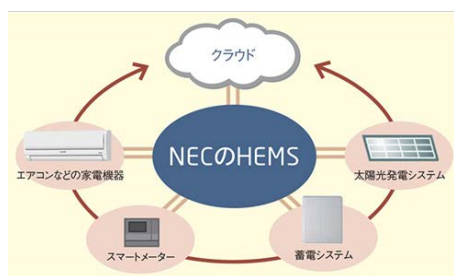 クラウド
NECのHEMS
エアコンなどの家電機器
太陽光発電システム
スマートメーター
蓄電システム